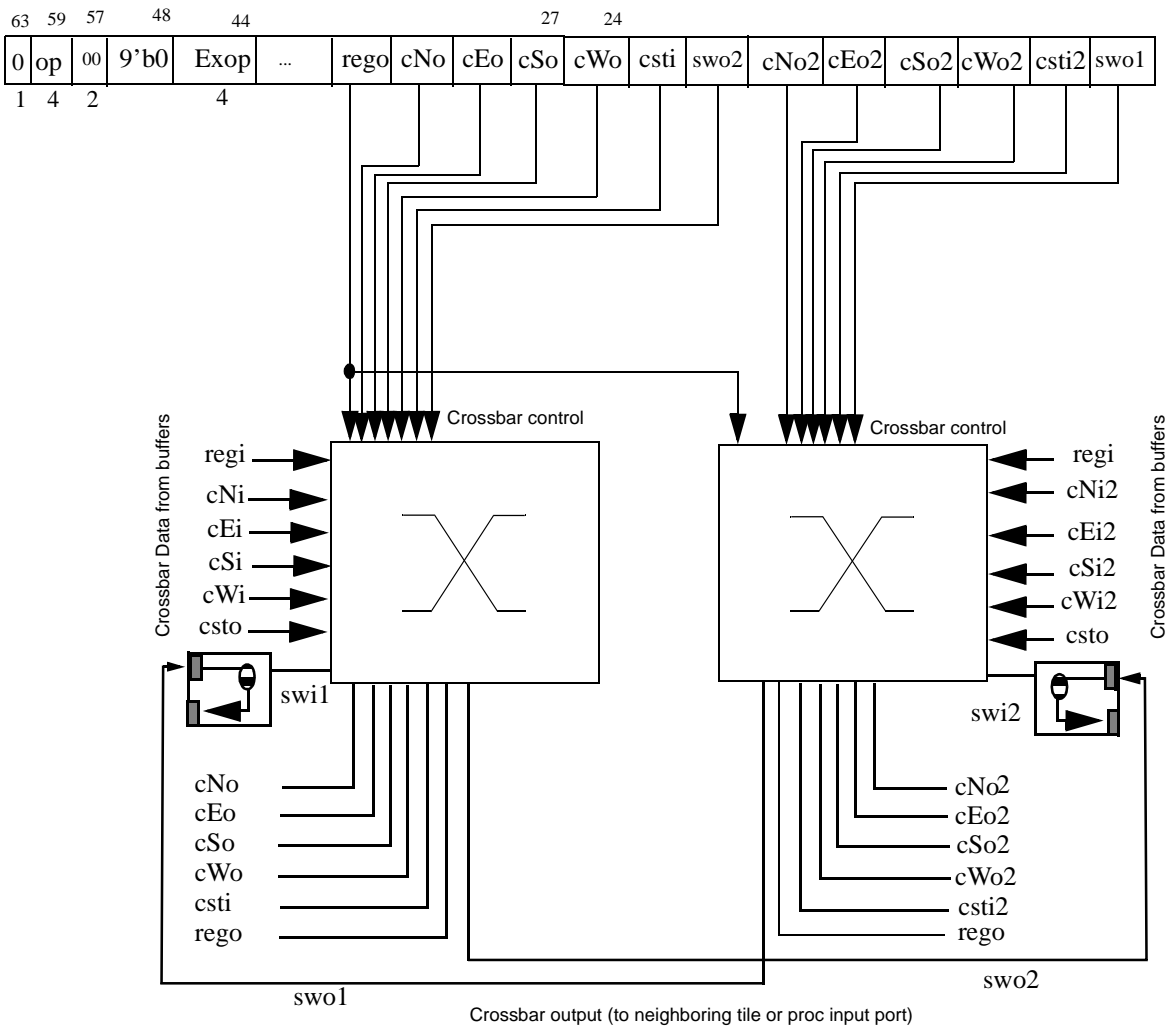 63 59 57 48 44 27 24
0 op 00 9'b0 Exop ... rego cNo cEo cSo cWo csti swo2 cNo2 cEo2 cSo2 cWo2 csti2 swo1
1 4 2 4
Crossbar control
Crossbar control
Crossbar Data from buffers
regi
cNi
cEi
cSi
cWi
csto
swi1
regi
cNi2
cEi2
cSi2
cWi2
csto
swi2
Crossbar Data from buffers
cNo
cEo
cSo
cWo
csti
rego
cNo2
cEo2
cSo2
cWo2
csti2
rego
swo1
swo2
Crossbar output (to neighboring tile or proc input port)